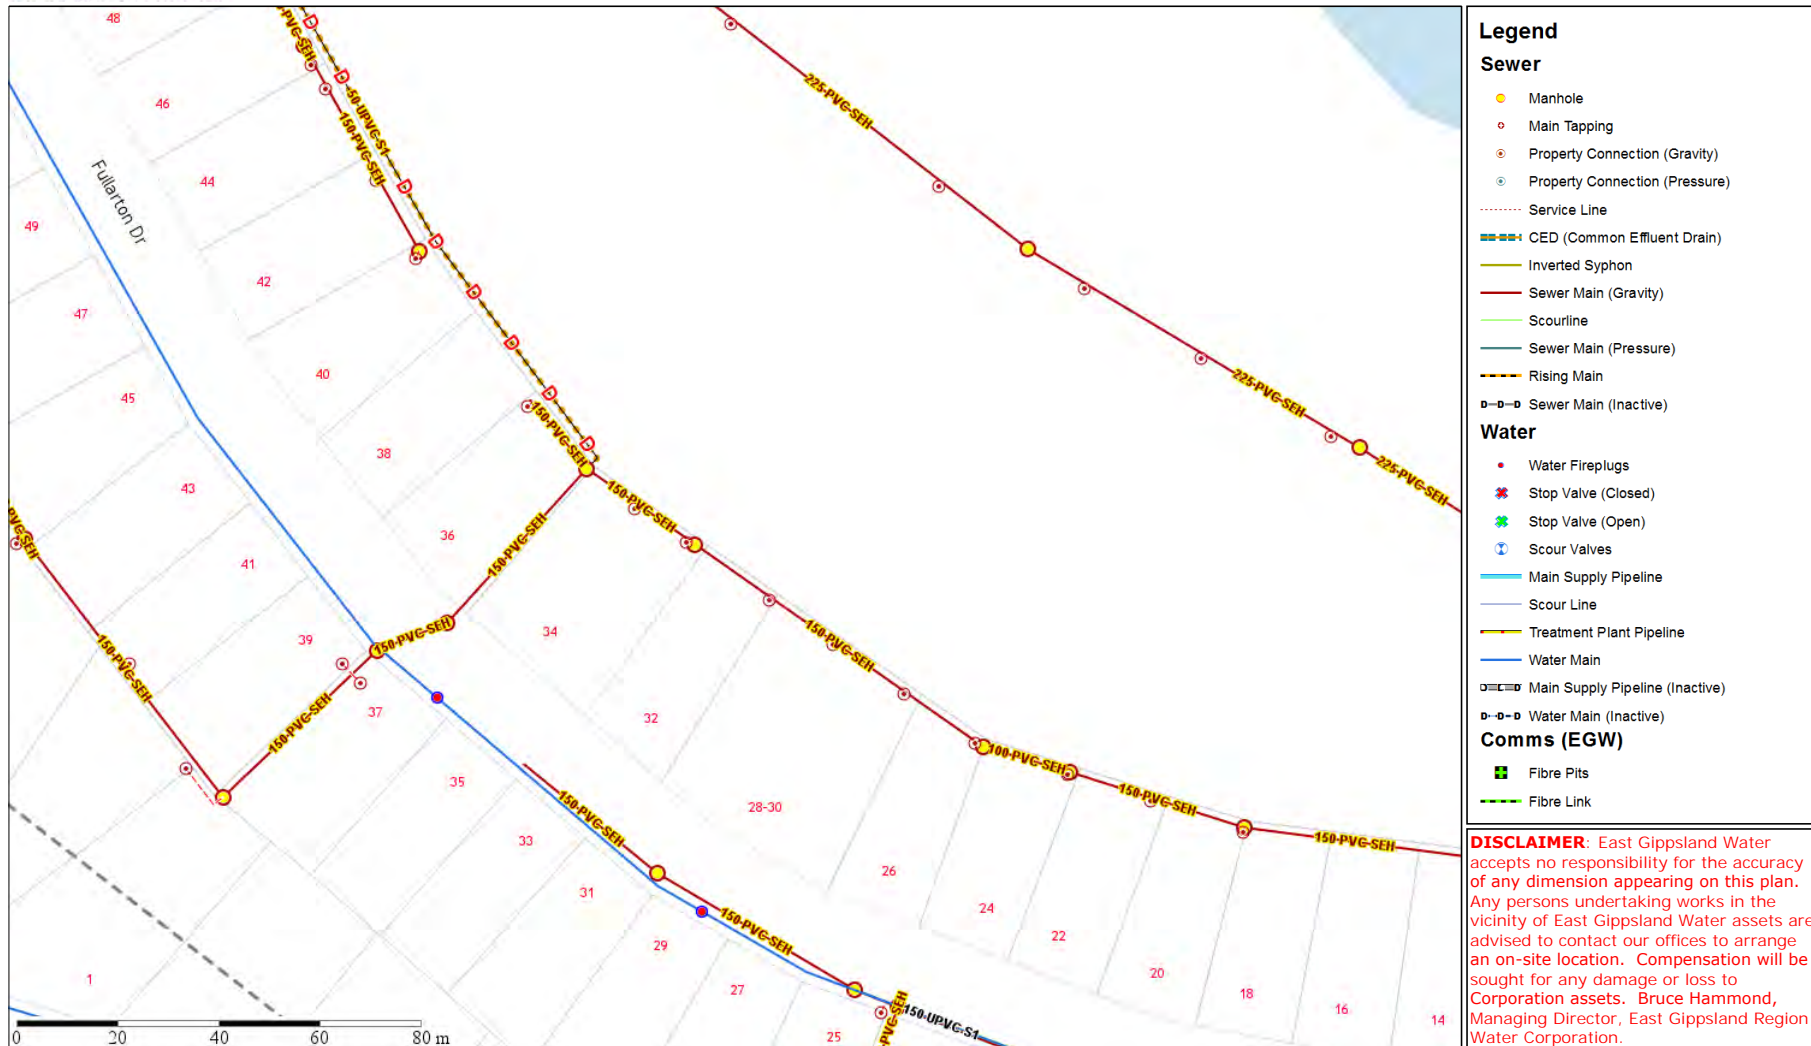 48
46
44
42
40
38
36
34
32
28-30
26
24
22
20
18
16
14
49
47
45
43
41
39
37
35
33
31
29
27
25
1
Fullarton Dr
PVC-SEH
50-UPVC-S1
150-PVC-SEH
225-PVC-SEH
225-PVC-SEH
225-PVC-SEH
150-PVC-SEH
150-PVC-SEH
150-PVC-SEH
150-PVC-SEH
150-PVC-SEH
100-PVC-SEH
150-PVC-SEH
150-PVC-SEH
PVC-SEH
150-PVC-SEH
150-PVC-SEH
150-PVC-SEH
150-PVC-SEH
PVC-SEH
150-UPVC-S1
0 20 40 60 80 m
Legend
Sewer
Manhole
Main Tapping
Property Connection (Gravity)
Property Connection (Pressure)
Service Line
CED (Common Effluent Drain)
Inverted Syphon
Sewer Main (Gravity)
Scourline
Sewer Main (Pressure)
Rising Main
D-D-D Sewer Main (Inactive)
Water
Water Fireplugs
Stop Valve (Closed)
Stop Valve (Open)
Scour Valves
Main Supply Pipeline
Scour Line
Treatment Plant Pipeline
Water Main
Main Supply Pipeline (Inactive)
D-D-D Water Main (Inactive)
Comms (EGW)
Fibre Pits
Fibre Link
DISCLAIMER: East Gippsland Water
accepts no responsibility for the accuracy
of any dimension appearing on this plan.
Any persons undertaking works in the
vicinity of East Gippsland Water assets are
advised to contact our offices to arrange
an on-site location. Compensation will be
sought for any damage or loss to
Corporation assets. Bruce Hammond,
Managing Director, East Gippsland Region
Water Corporation.